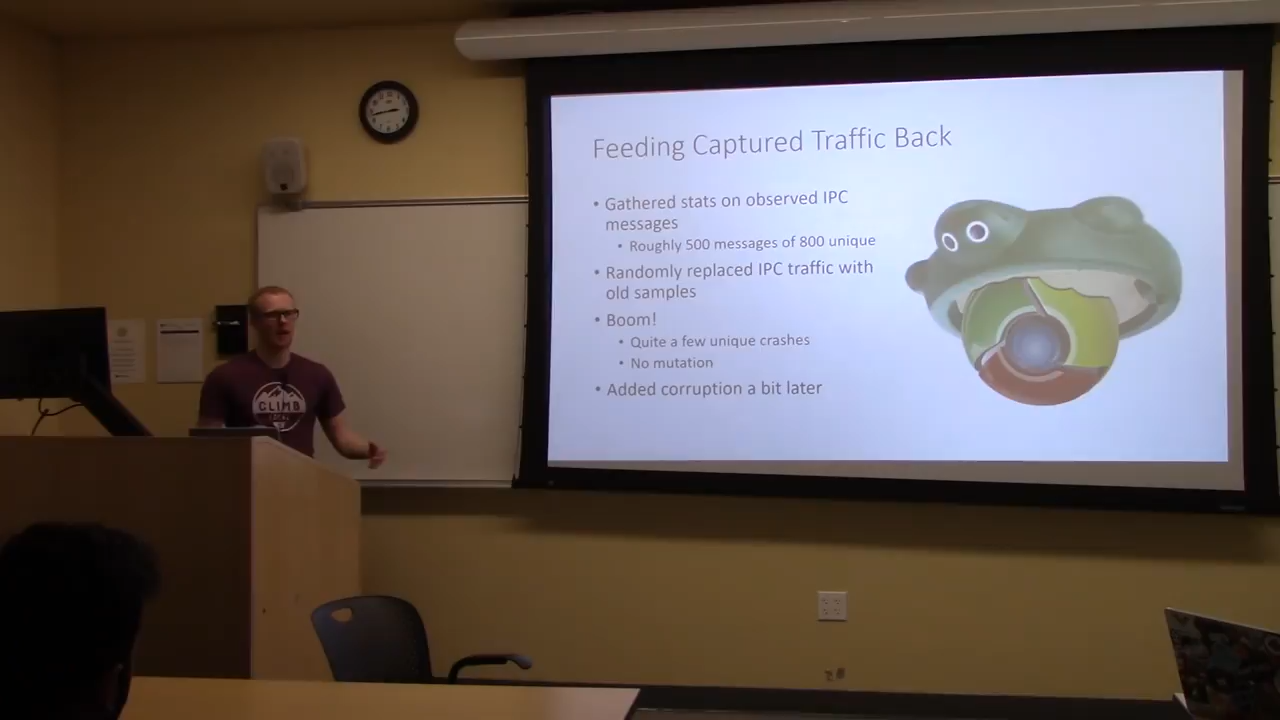 Feeding Captured Traffic Back
• Gathered stats on observed IPC
messages
• Roughly 500 messages of 800 unique
• Randomly replaced IPC traffic with
old samples
• Boom!
• Quite a few unique crashes
• No mutation
• Added corruption a bit later
CLIMB